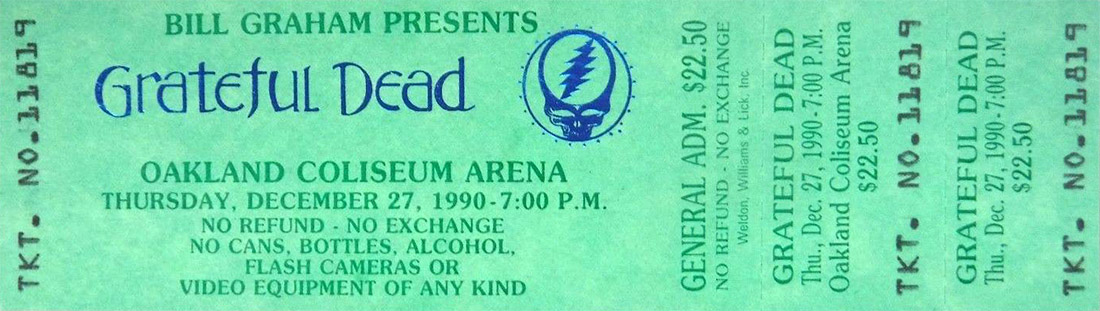 TKT. NO.11819
BILL GRAHAM PRESENTS
Grateful Dead
OAKLAND COLISEUM ARENA
THURSDAY, DECEMBER 27, 1990-7:00 P.M.
NO REFUND - NO EXCHANGE
NO CANS, BOTTLES, ALCOHOL,
FLASH CAMERAS OR
VIDEO EQUIPMENT OF ANY KIND
GENERAL ADM. $22.50
NO REFUND - NO EXCHANGE
Weldon, Williams & Lick, Inc.
GRATEFUL DEAD
Thu., Dec. 27, 1990-7:00 P.M.
Oakland Coliseum Arena
$22.50
TKT. NO.11819
GRATEFUL DEAD
Thu., Dec. 27, 1990-7:00 P.M.
$22.50
TKT. NO.11819